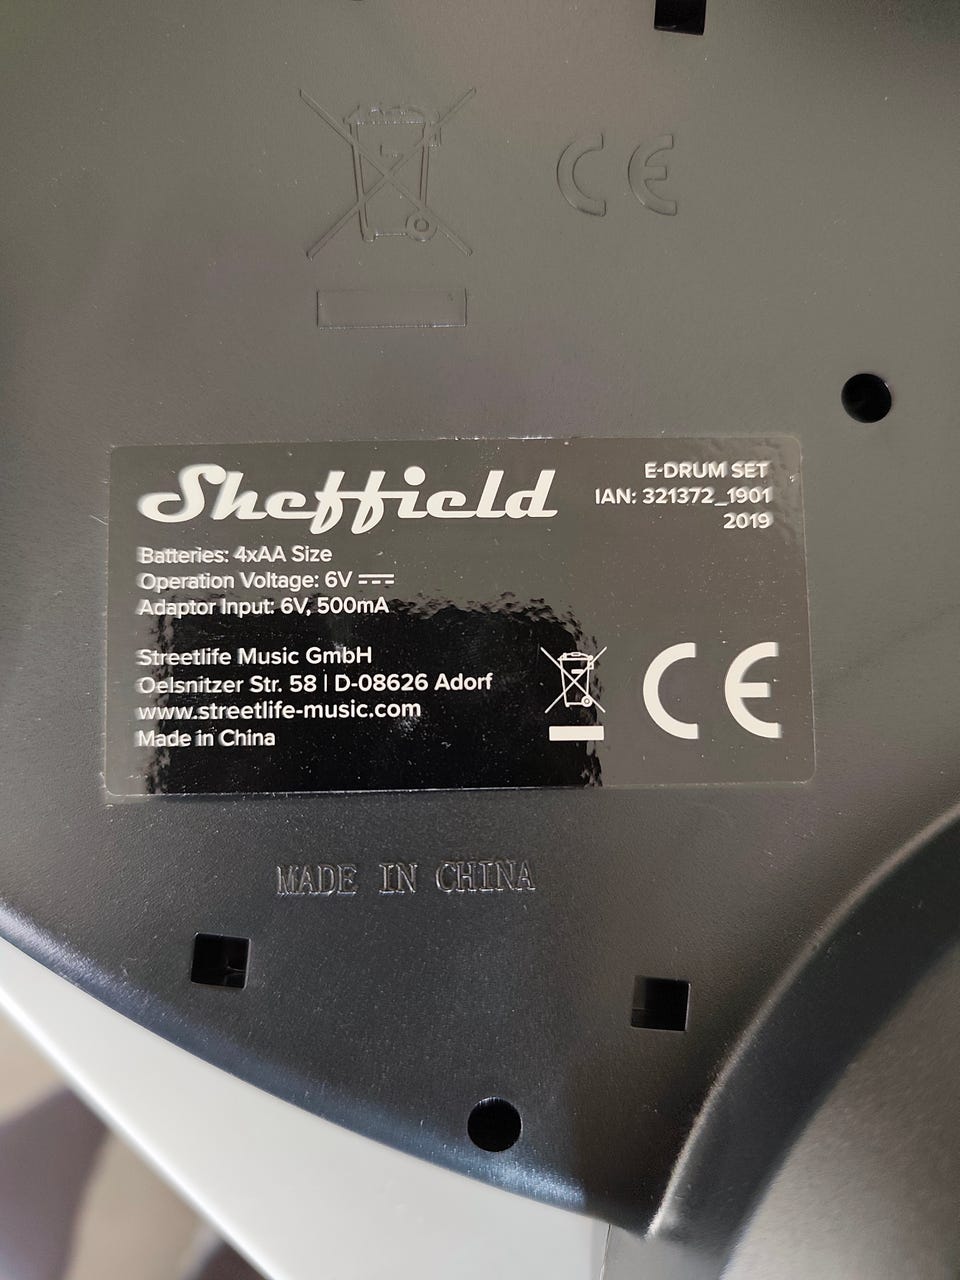 CE
Sheffield
E-DRUM SET
IAN: 321372_1901
2019
Batteries: 4xAA Size
Operation Voltage: 6V ⎓
Adaptor Input: 6V, 500mA
Streetlife Music GmbH
Oelsnitzer Str. 58 | D-08626 Adorf
www.streetlife-music.com
Made in China
CE
MADE IN CHINA